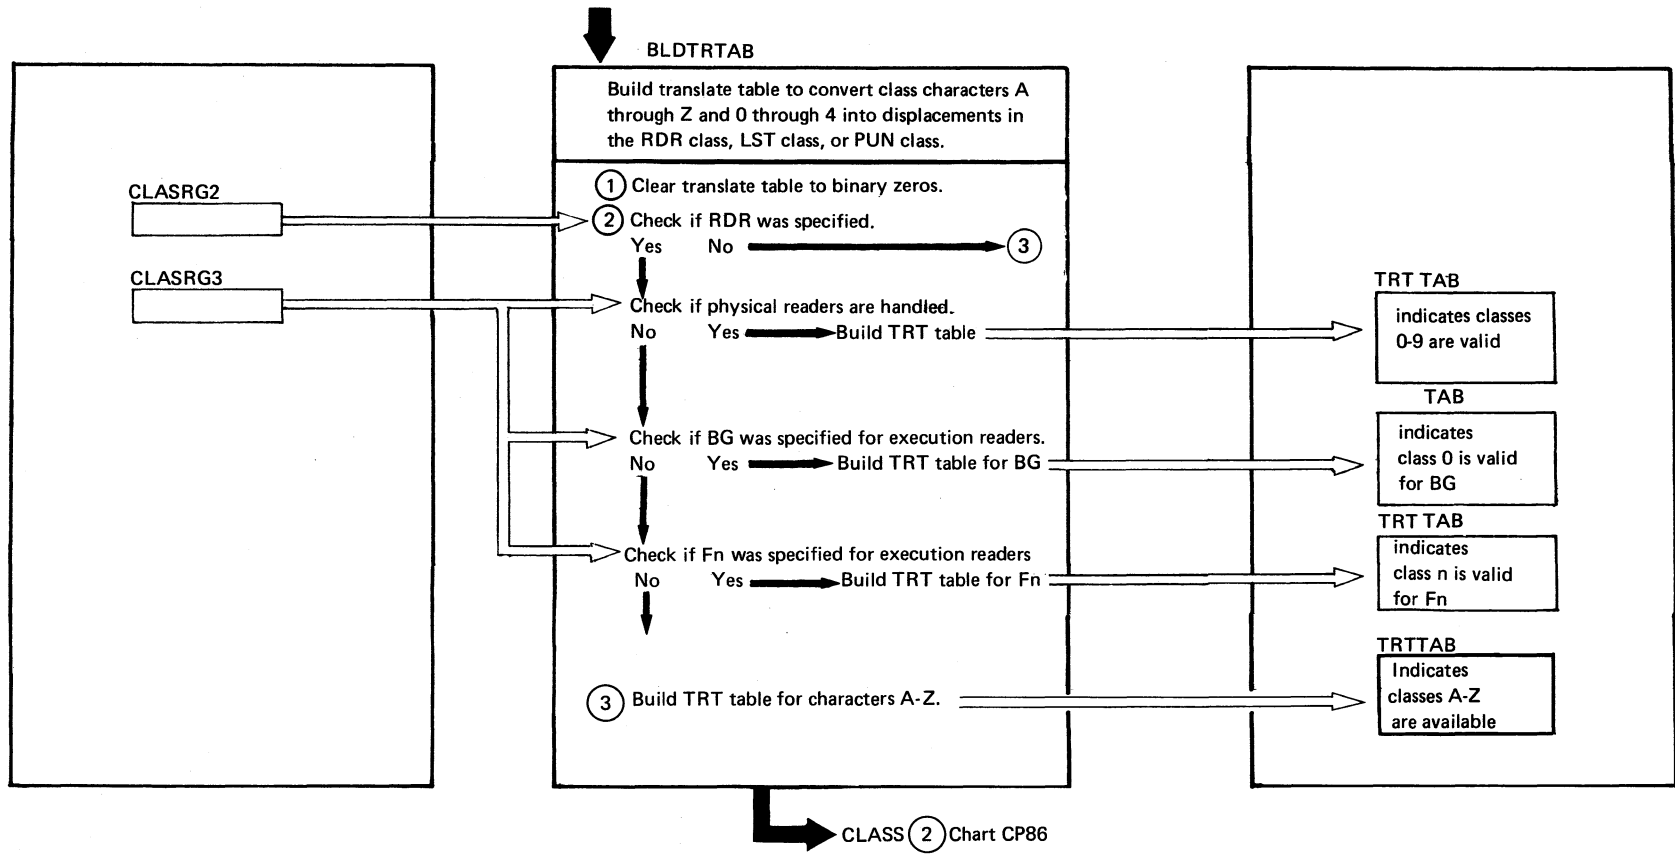 BLDTRTAB
Build translate table to convert class characters A
through Z and 0 through 4 into displacements in
the RDR class, LST class, or PUN class.
1 Clear translate table to binary zeros.
CLASRG2
2 Check if RDR was specified.
Yes No 3
CLASRG3
Check if physical readers are handled.
No Yes Build TRT table
TRT TAB
indicates classes
0-9 are valid
Check if BG was specified for execution readers.
No Yes Build TRT table for BG
TAB
indicates
class 0 is valid
for BG
Check if Fn was specified for execution readers
No Yes Build TRT table for Fn
TRT TAB
indicates
class n is valid
for Fn
3 Build TRT table for characters A-Z.
TRTTAB
Indicates
classes A-Z
are available
CLASS 2 Chart CP86